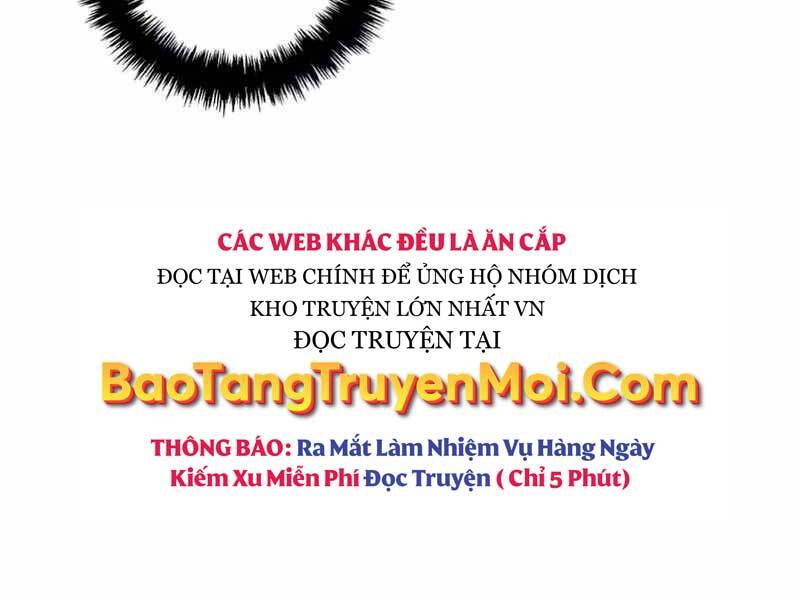 CÁC WEB KHÁC ĐỀU LÀ ĂN CẮP
ĐỌC TẠI WEB CHÍNH ĐỂ ỦNG HỘ NHÓM DỊCH
KHO TRUYỆN LỚN NHẤT VN
ĐỌC TRUYỆN TẠI
BaoTangTruyenMoi.Com
THÔNG BÁO: Ra Mắt Làm Nhiệm Vụ Hàng Ngày
Kiếm Xu Miễn Phí Đọc Truyện ( Chỉ 5 Phút)